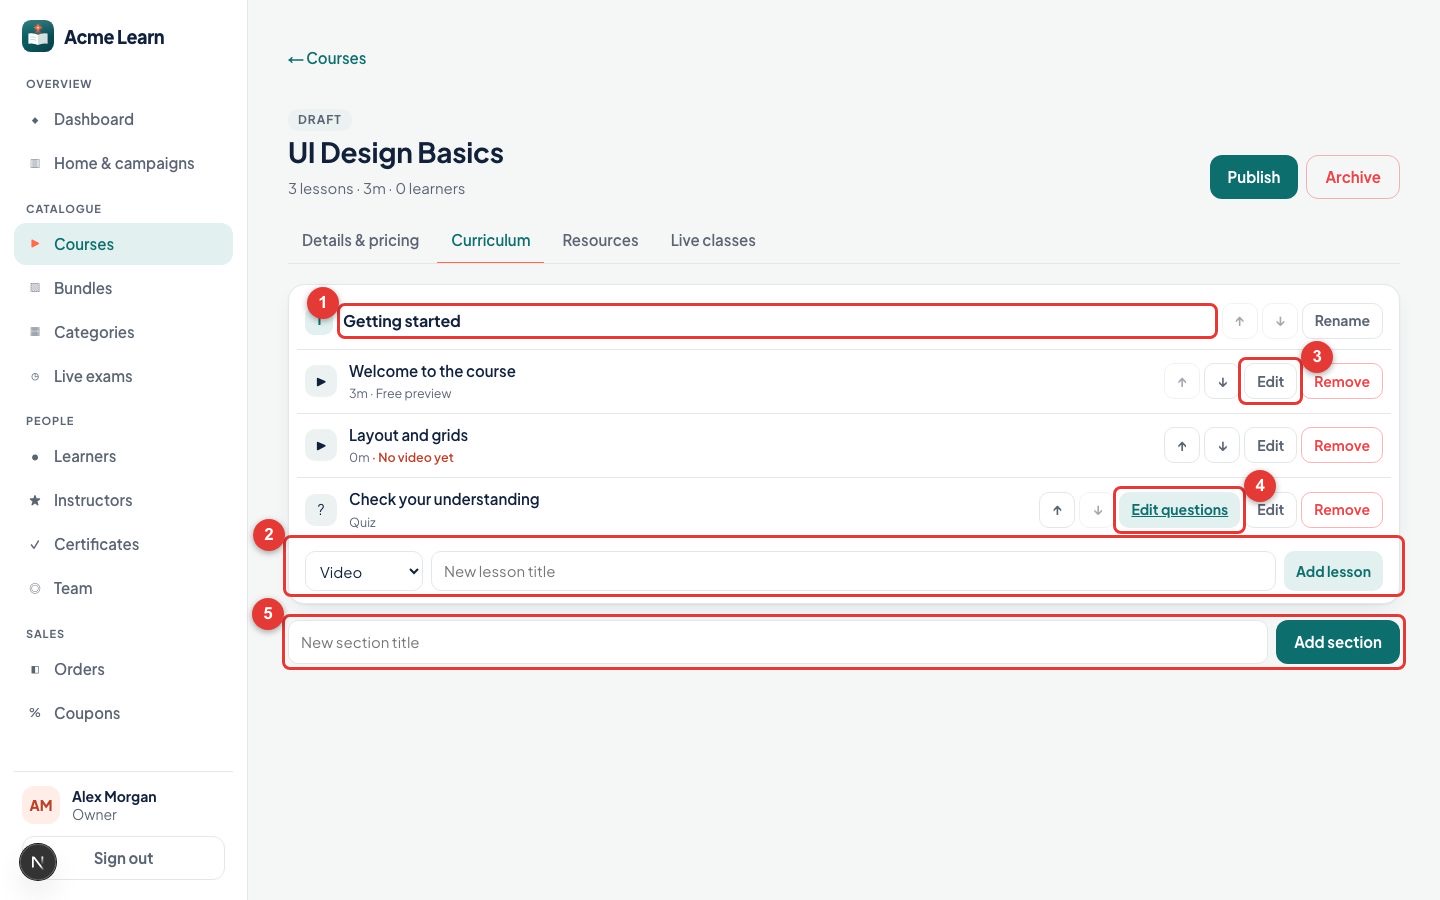 Acme Learn
OVERVIEW
Dashboard
Home & campaigns
CATALOGUE
Courses
Bundles
Categories
Live exams
PEOPLE
Learners
Instructors
Certificates
Team
SALES
Orders
% Coupons
AM Alex Morgan
Owner
N Sign out
← Courses
DRAFT
UI Design Basics
3 lessons · 3m · 0 learners
Publish Archive
Details & pricing Curriculum Resources Live classes
1
Getting started ↑ ↓ Rename
3
Welcome to the course
3m · Free preview
↑ ↓ Edit Remove
Layout and grids
0m · No video yet
↑ ↓ Edit Remove
4
? Check your understanding
Quiz
↑ ↓ Edit questions Edit Remove
2
Video New lesson title Add lesson
5
New section title Add section